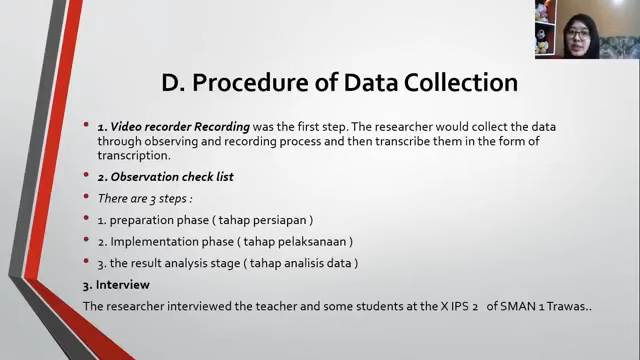 D. Procedure of Data Collection
1. Video recorder Recording was the first step. The researcher would collect the data
through observing and recording process and then transcribe them in the form of
transcription.
2. Observation check list
There are 3 steps :
1. preparation phase ( tahap persiapan )
2. Implementation phase ( tahap pelaksanaan )
3. the result analysis stage ( tahap analisis data )
3. Interview
The researcher interviewed the teacher and some students at the X IPS 2 of SMAN 1 Trawas..